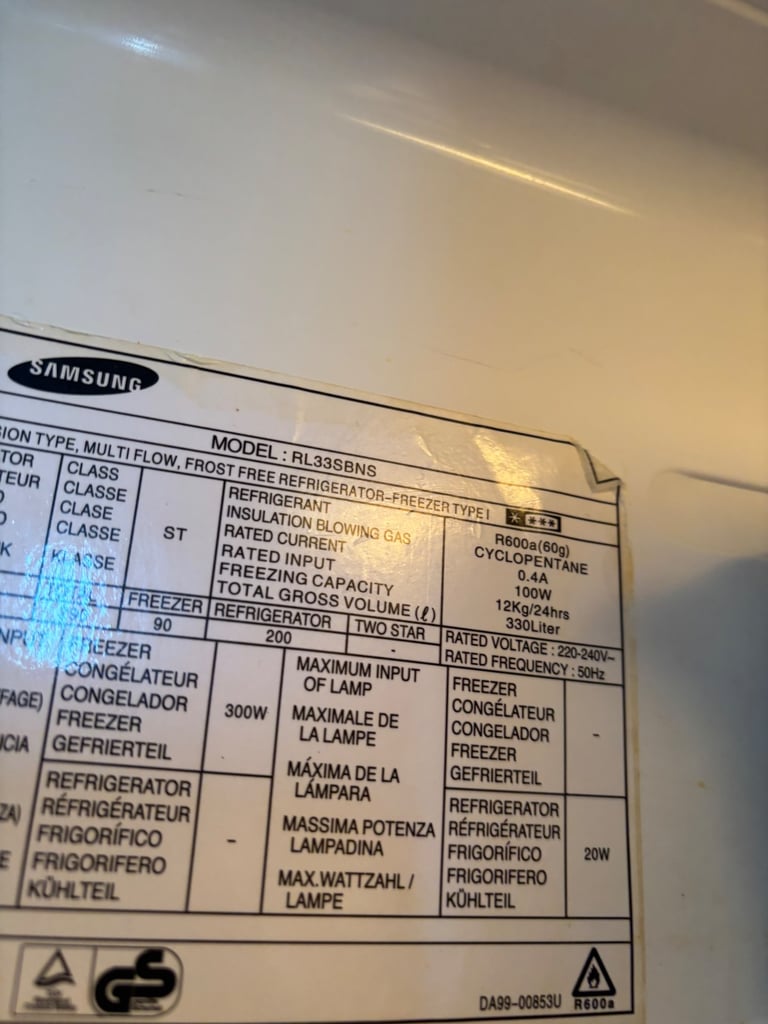 SAMSUNG
MODEL : RL33SBNS
TYPE, MULTI FLOW, FROST FREE REFRIGERATOR-FREEZER TYPE I
CLASS
CLASSE
CLASE
CLASSE
KLASSE
ST
REFRIGERANT
INSULATION BLOWING GAS
RATED CURRENT
RATED INPUT
FREEZING CAPACITY
TOTAL GROSS VOLUME (ℓ)
R600a(60g)
CYCLOPENTANE
0.4A
100W
12Kg/24hrs
330Liter
TOTAL
FREEZER
REFRIGERATOR
TWO STAR
90
200
-
RATED VOLTAGE : 220-240V~
RATED FREQUENCY : 50Hz
FREEZER
CONGÉLATEUR
CONGELADOR
FREEZER
GEFRIERTEIL
300W
REFRIGERATOR
RÉFRIGÉRATEUR
FRIGORÍFICO
FRIGORIFERO
KÜHLTEIL
-
MAXIMUM INPUT
OF LAMP
MAXIMALE DE
LA LAMPE
MÁXIMA DE LA
LÁMPARA
MASSIMA POTENZA
LAMPADINA
MAX.WATTZAHL /
LAMPE
FREEZER
CONGÉLATEUR
CONGELADOR
FREEZER
GEFRIERTEIL
-
REFRIGERATOR
RÉFRIGÉRATEUR
FRIGORÍFICO
FRIGORIFERO
KÜHLTEIL
20W
GS
DA99-00853U
R600a